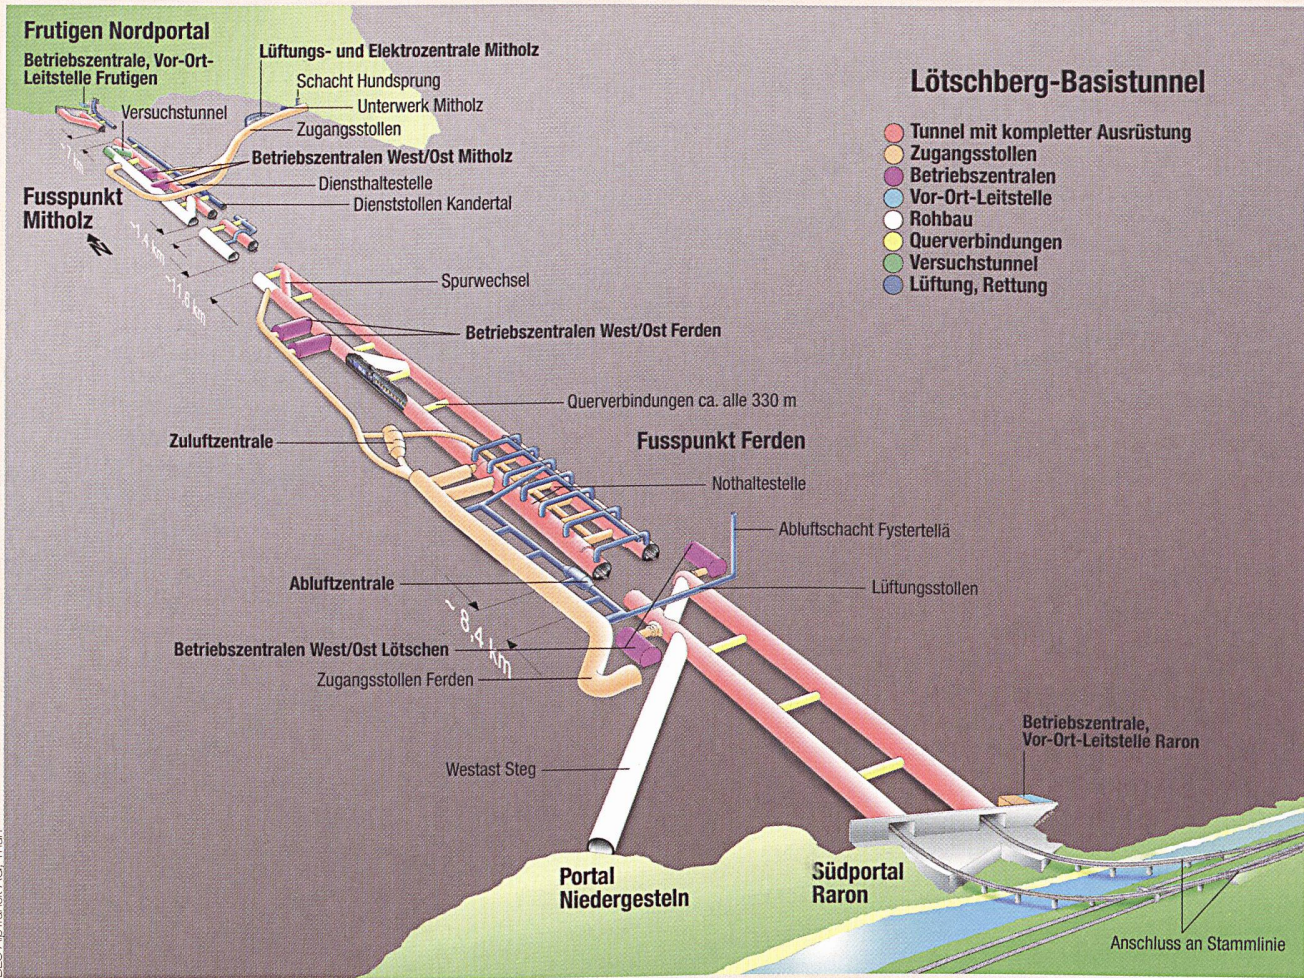 Frutigen Nordportal
Betriebszentrale, Vor-Ort-
Leitstelle Frutigen
Lüftungs- und Elektrozentrale Mitholz
Schacht Hundsprung
Unterwerk Mitholz
Versuchstunnel
Zugangsstollen
Betriebszentralen West/Ost Mitholz
Diensthaltestelle
Dienststollen Kandertal
~7 km
Fusspunkt
Mitholz
N
~1,4 km
~11,6 km
Lötschberg-Basistunnel
Tunnel mit kompletter Ausrüstung
Zugangsstollen
Betriebszentralen
Vor-Ort-Leitstelle
Rohbau
Querverbindungen
Versuchstunnel
Lüftung, Rettung
Spurwechsel
Betriebszentralen West/Ost Ferden
Querverbindungen ca. alle 330 m
Zuluftzentrale
Fusspunkt Ferden
Nothaltestelle
Abluftschacht Fystertellä
Abluftzentrale
Lüftungsstollen
~ 8,4 km
Betriebszentralen West/Ost Lötschen
Zugangsstollen Ferden
Westast Steg
Betriebszentrale,
Vor-Ort-Leitstelle Raron
Portal
Niedergesteln
Südportal
Raron
Anschluss an Stammlinie